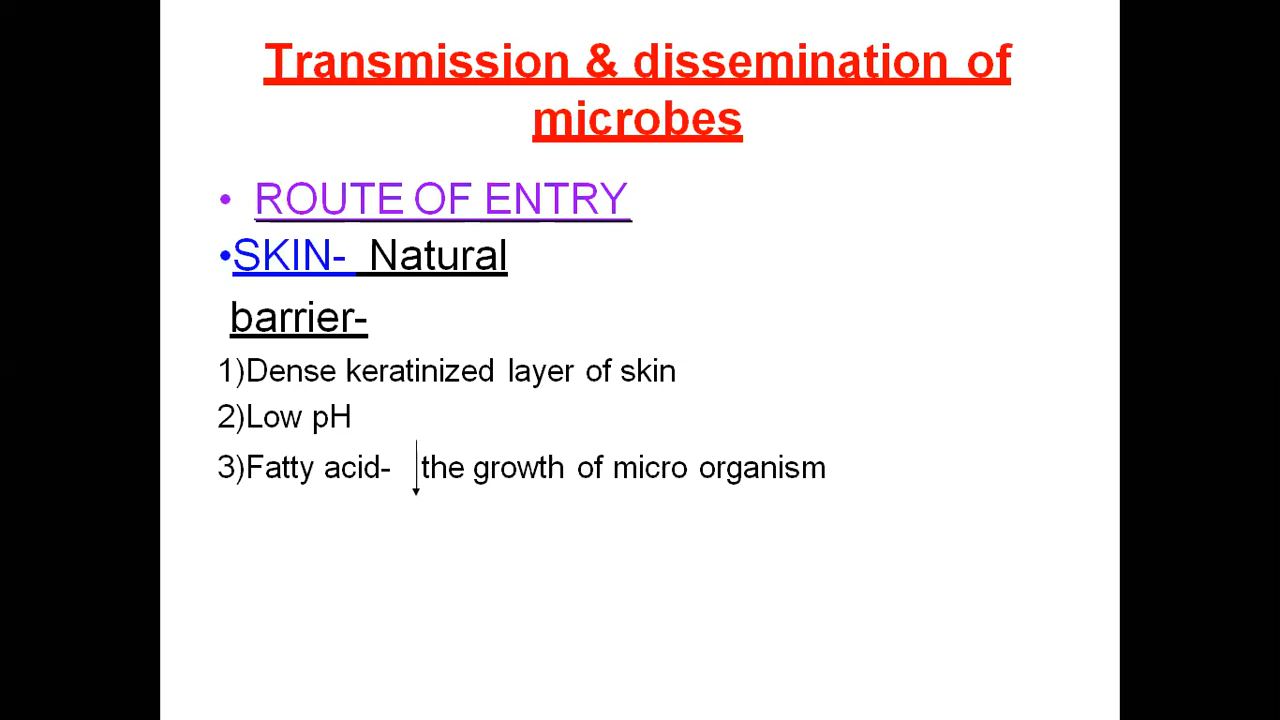 Transmission & dissemination of
microbes
• ROUTE OF ENTRY
•SKIN- Natural
barrier-
1)Dense keratinized layer of skin
2)Low pH
3)Fatty acid- ↓the growth of micro organism